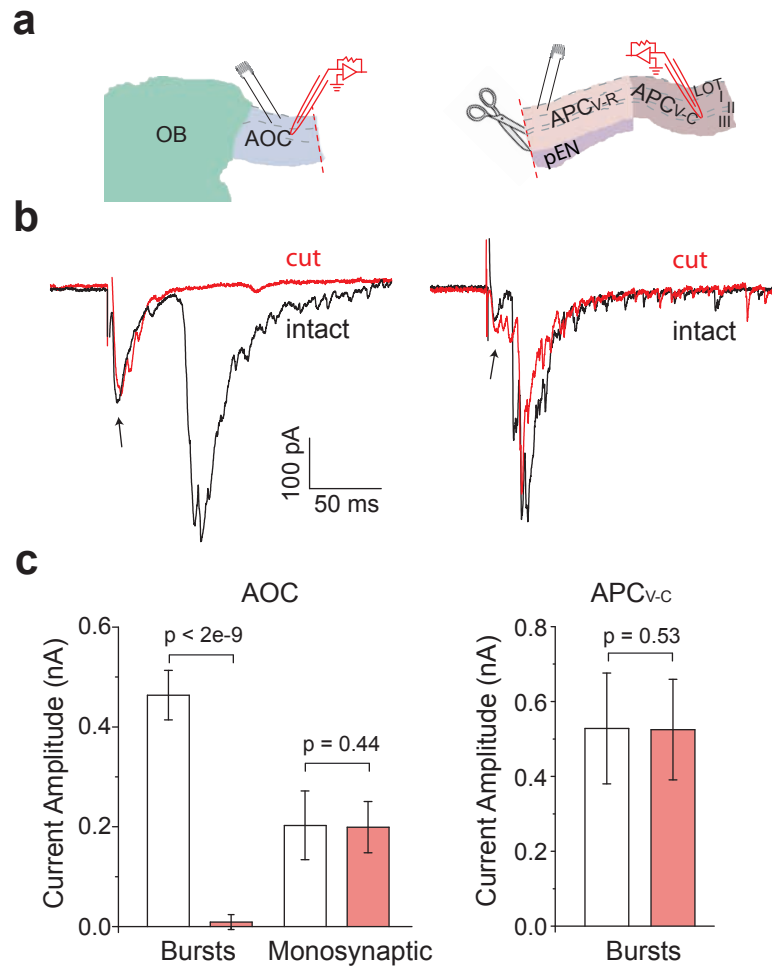 a
OB
AOC
APCV-R
pEN
APCV-C
LOT
I
II
III
b
cut
intact
100 pA
50 ms
cut
intact
c
AOC
Current Amplitude (nA)
0.6
0.4
0.2
0.0
p < 2e-9
p = 0.44
Bursts
Monosynaptic
APCV-C
Current Amplitude (nA)
0.8
0.6
0.4
0.2
0.0
p = 0.53
Bursts